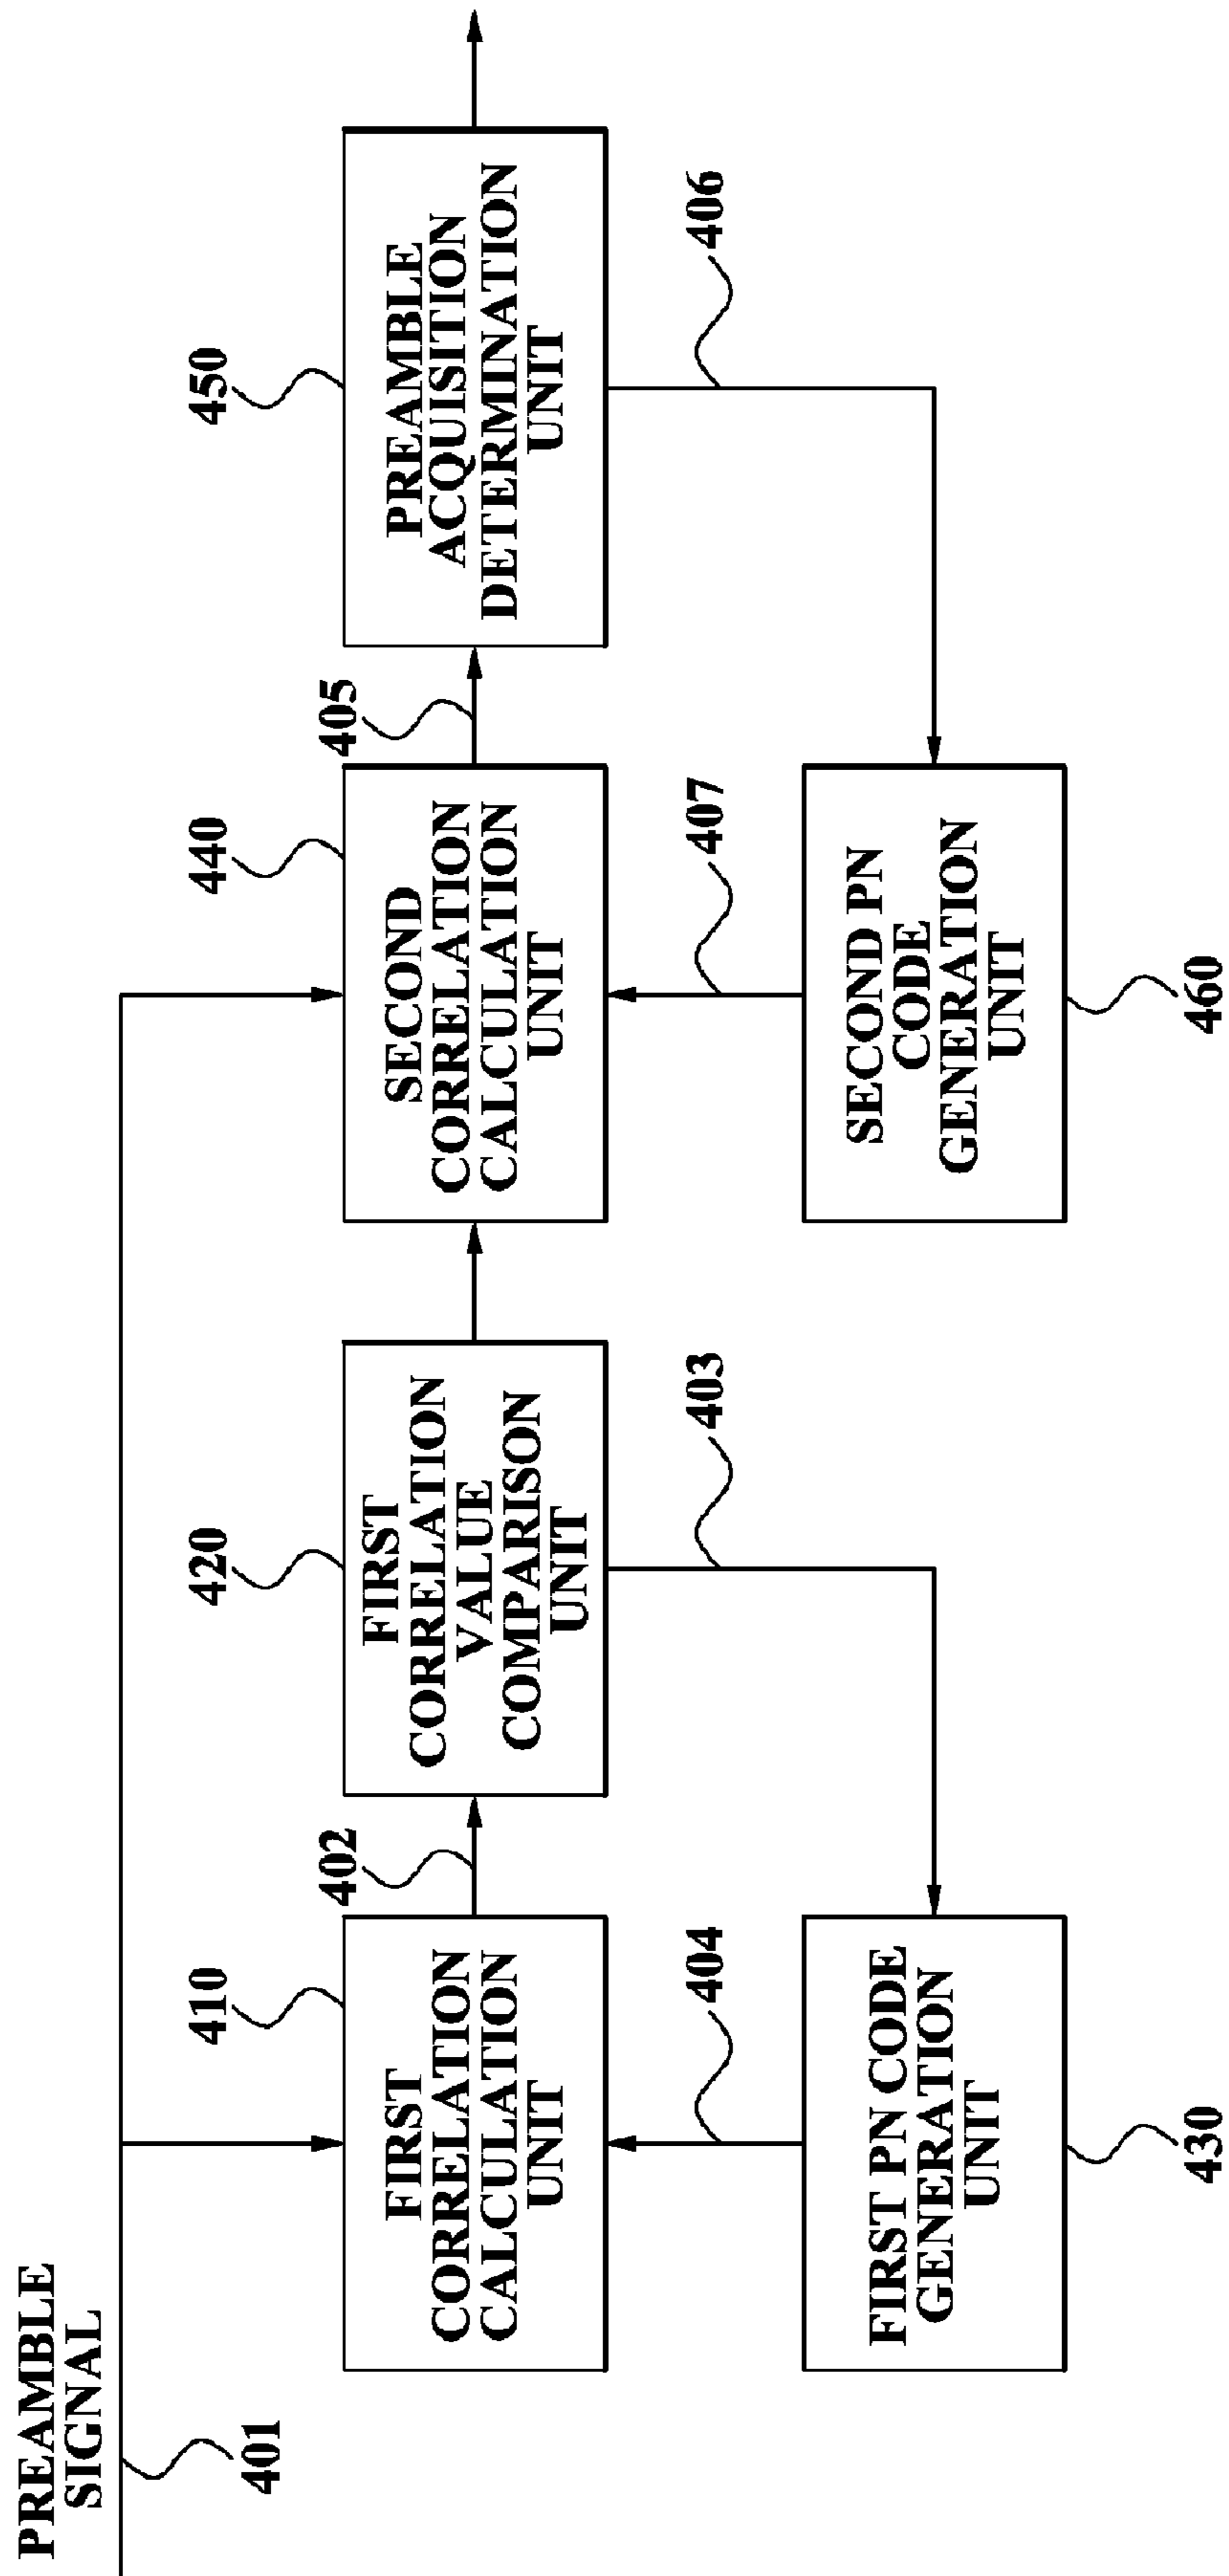 PREAMBLE
SIGNAL
401
410
FIRST
CORRELATION
CALCULATION
UNIT
402
420
FIRST
CORRELATION
VALUE
COMPARISON
UNIT
440
SECOND
CORRELATION
CALCULATION
UNIT
405
450
PREAMBLE
ACQUISITION
DETERMINATION
UNIT
404
403
407
406
FIRST PN CODE
GENERATION
UNIT
430
SECOND PN
CODE
GENERATION
UNIT
460